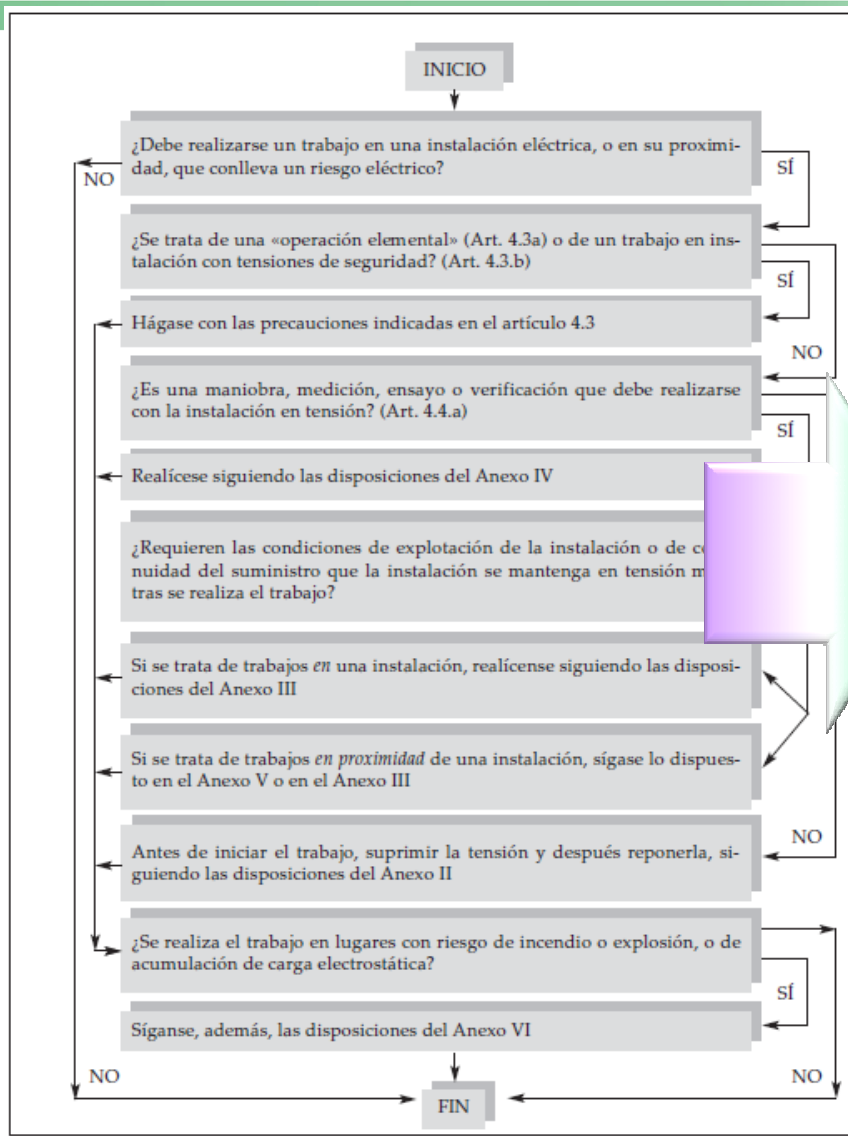 INICIO
¿Debe realizarse un trabajo en una instalación eléctrica, o en su proximi-
dad, que conlleva un riesgo eléctrico?
NO
SÍ
¿Se trata de una «operación elemental» (Art. 4.3a) o de un trabajo en ins-
talación con tensiones de seguridad? (Art. 4.3.b)
SÍ
Hágase con las precauciones indicadas en el artículo 4.3
NO
¿Es una maniobra, medición, ensayo o verificación que debe realizarse
con la instalación en tensión? (Art. 4.4.a)
SÍ
Realícese siguiendo las disposiciones del Anexo IV
¿Requieren las condiciones de explotación de la instalación o de
nuidad del suministro que la instalación se mantenga en tensión
tras se realiza el trabajo?
Si se trata de trabajos en una instalación, realícense siguiendo las disposi-
ciones del Anexo III
Si se trata de trabajos en proximidad de una instalación, sígase lo dispues-
to en el Anexo V o en el Anexo III
NO
Antes de iniciar el trabajo, suprimir la tensión y después reponerla, si-
guiendo las disposiciones del Anexo II
¿Se realiza el trabajo en lugares con riesgo de incendio o explosión, o de
acumulación de carga electrostática?
SÍ
Síganse, además, las disposiciones del Anexo VI
NO
NO
FIN